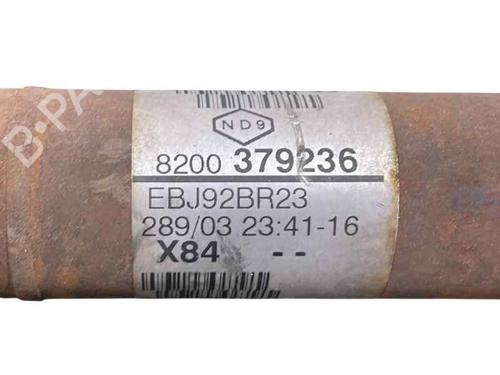 B-PA
ND9
8200 379236
EBJ92BR23
289/03 23:41-16
X84 --